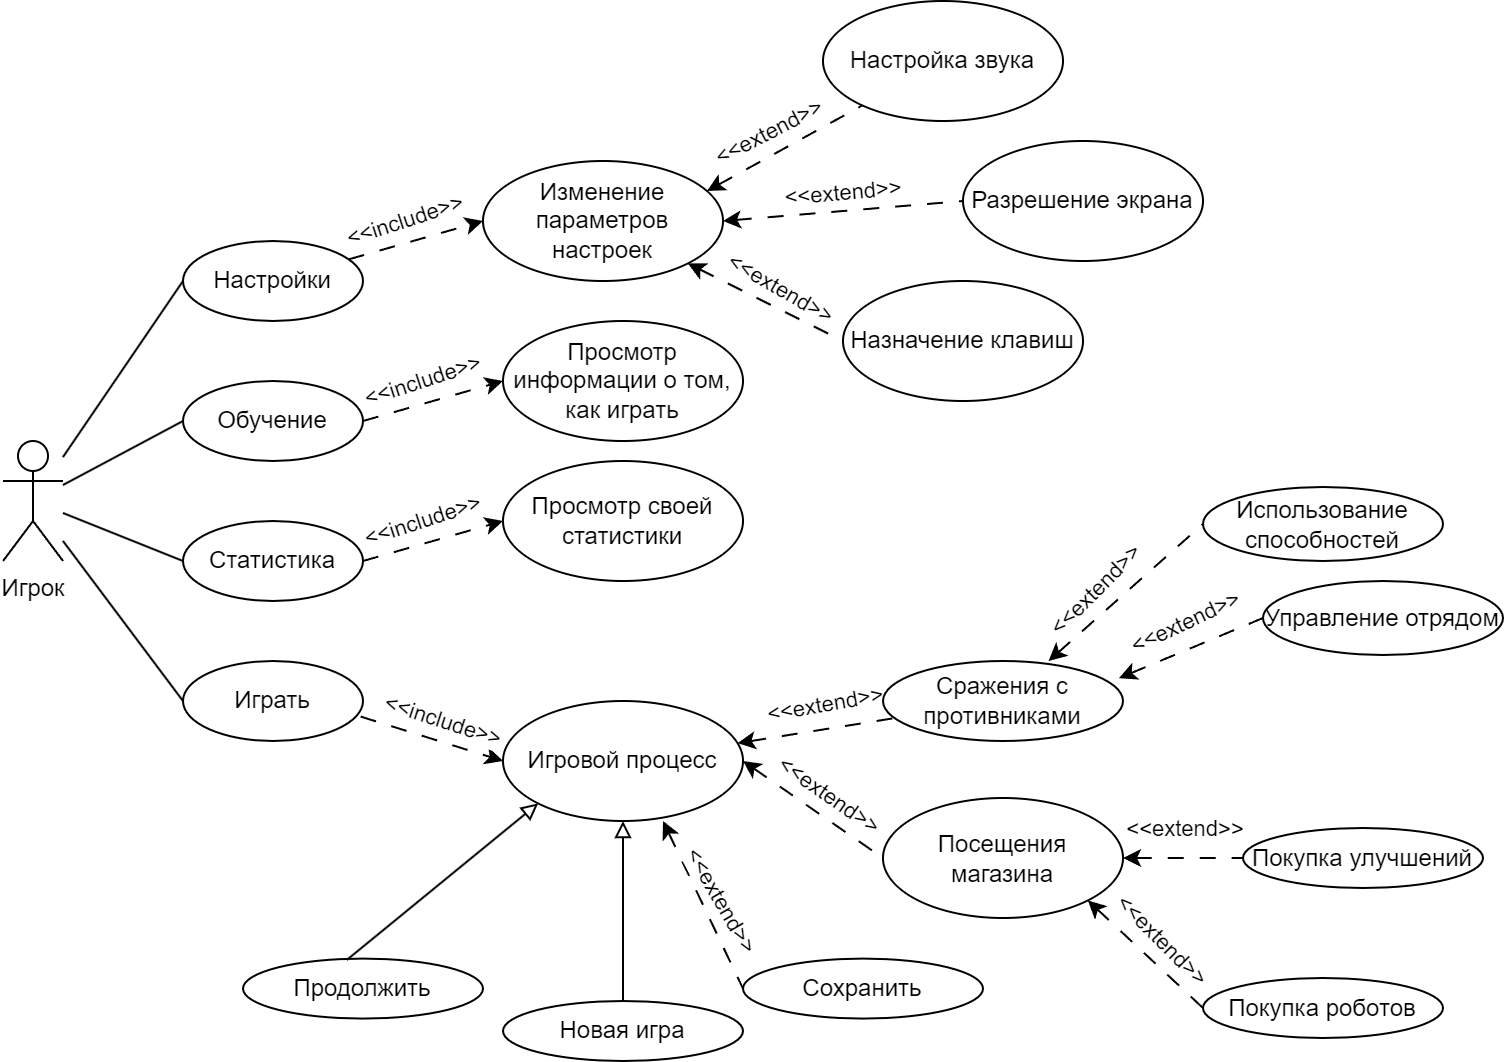 Настройка звука
<<extend>>
Разрешение экрана
<<extend>>
Изменение
параметров
настроек
<<include>>
Настройки
<<extend>>
Назначение клавиш
Просмотр
информации о том,
как играть
<<include>>
Обучение
Просмотр своей
статистики
<<include>>
Статистика
Игрок
Использование
способностей
<<extend>>
Управление отрядом
<<extend>>
Играть
<<include>>
Игровой процесс
<<extend>>
Сражения с
противниками
<<extend>>
Посещения
магазина
<<extend>>
Покупка улучшений
<<extend>>
Покупка роботов
<<extend>>
Продолжить
Новая игра
Сохранить